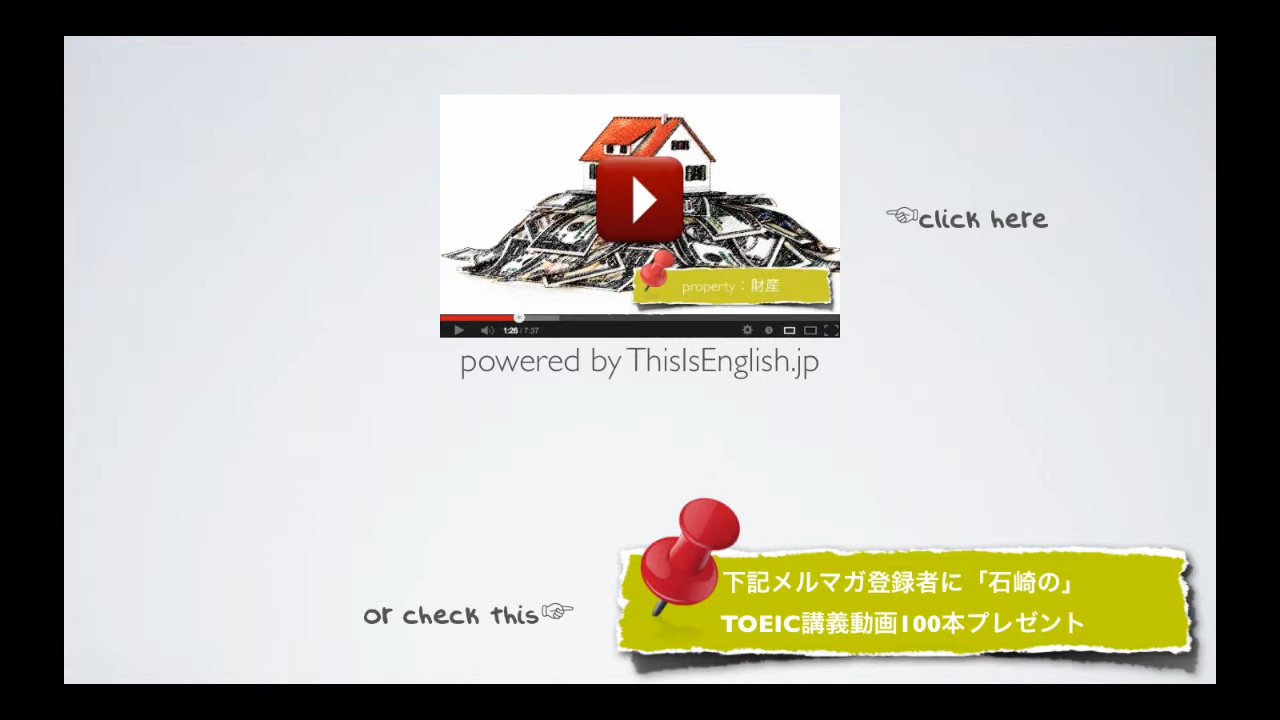 ☜click here
property：財産
1:26 / 7:37
powered by ThisIsEnglish.jp
下記メルマガ登録者に「石崎の」
or check this☞
TOEIC講義動画100本プレゼント